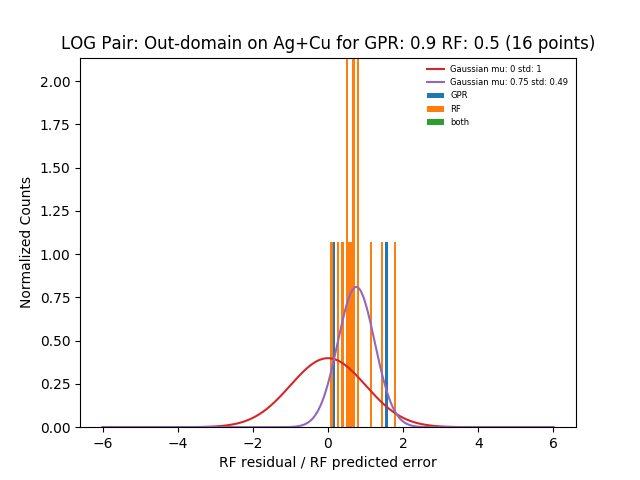 LOG Pair: Out-domain on Ag+Cu for GPR: 0.9 RF: 0.5 (16 points)
Gaussian mu: 0 std: 1
Gaussian mu: 0.75 std: 0.49
GPR
RF
both
Normalized Counts
2.00
1.75
1.50
1.25
1.00
0.75
0.50
0.25
0.00
−6
−4
−2
0
2
4
6
RF residual / RF predicted error